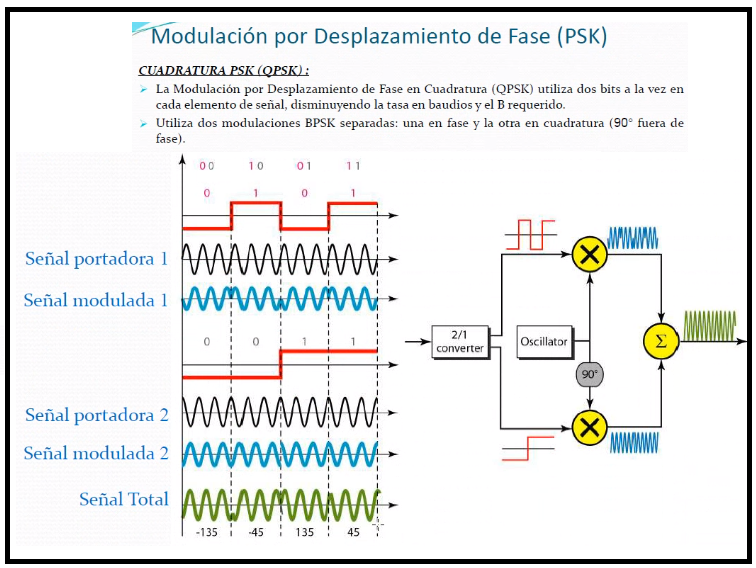 Modulación por Desplazamiento de Fase (PSK)
CUADRATURA PSK (QPSK) :
La Modulación por Desplazamiento de Fase en Cuadratura (QPSK) utiliza dos bits a la vez en
cada elemento de señal, disminuyendo la tasa en baudios y el B requerido.
Utiliza dos modulaciones BPSK separadas: una en fase y la otra en cuadratura (90° fuera de
fase).
00 10 01 11
0 1 0 1
Señal portadora 1
Señal modulada 1
0 0 1 1
Señal portadora 2
Señal modulada 2
Señal Total
-135 -45 135 45
2/1
converter
Oscillator
90°
Σ